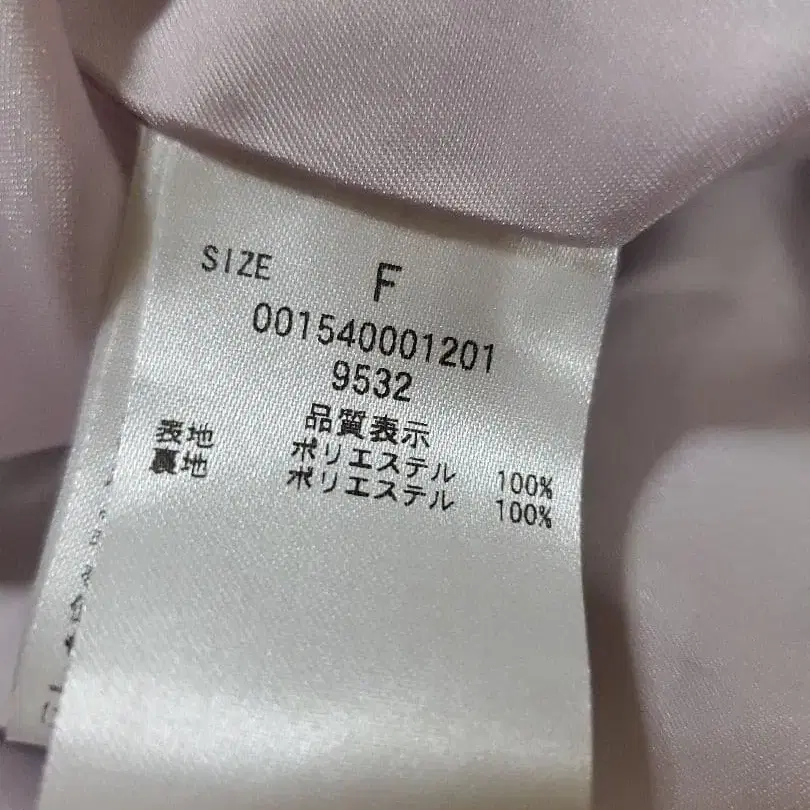 SIZE F
001540001201
9532
品質表示
表地 ポリエステル 100%
裏地 ポリエステル 100%